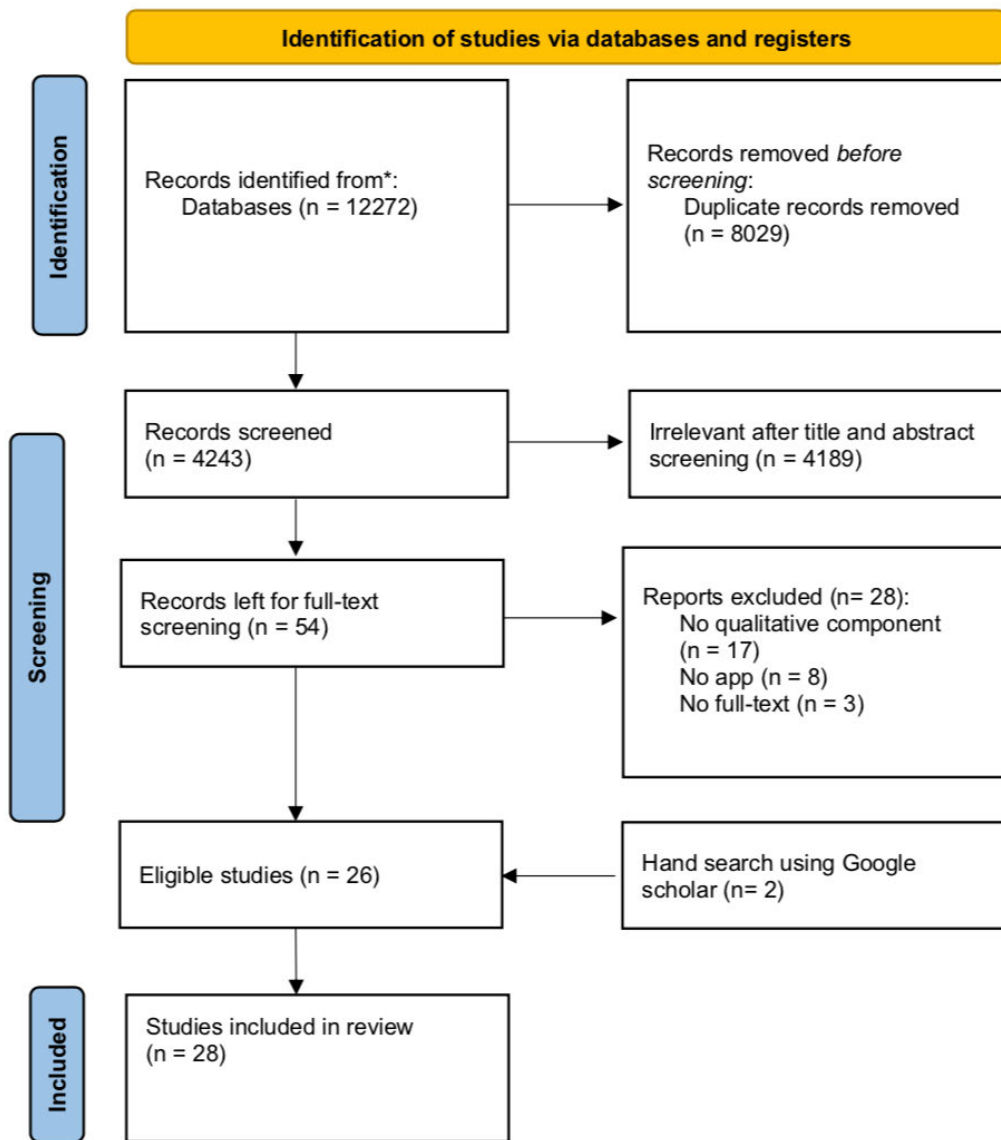 Identification of studies via databases and registers
Identification
Records identified from*:
Databases (n = 12272)
Records removed before
screening:
Duplicate records removed
(n = 8029)
Screening
Records screened
(n = 4243)
Irrelevant after title and abstract
screening (n = 4189)
Records left for full-text
screening (n = 54)
Reports excluded (n= 28):
No qualitative component
(n = 17)
No app (n = 8)
No full-text (n = 3)
Eligible studies (n = 26)
Hand search using Google
scholar (n= 2)
Included
Studies included in review
(n = 28)